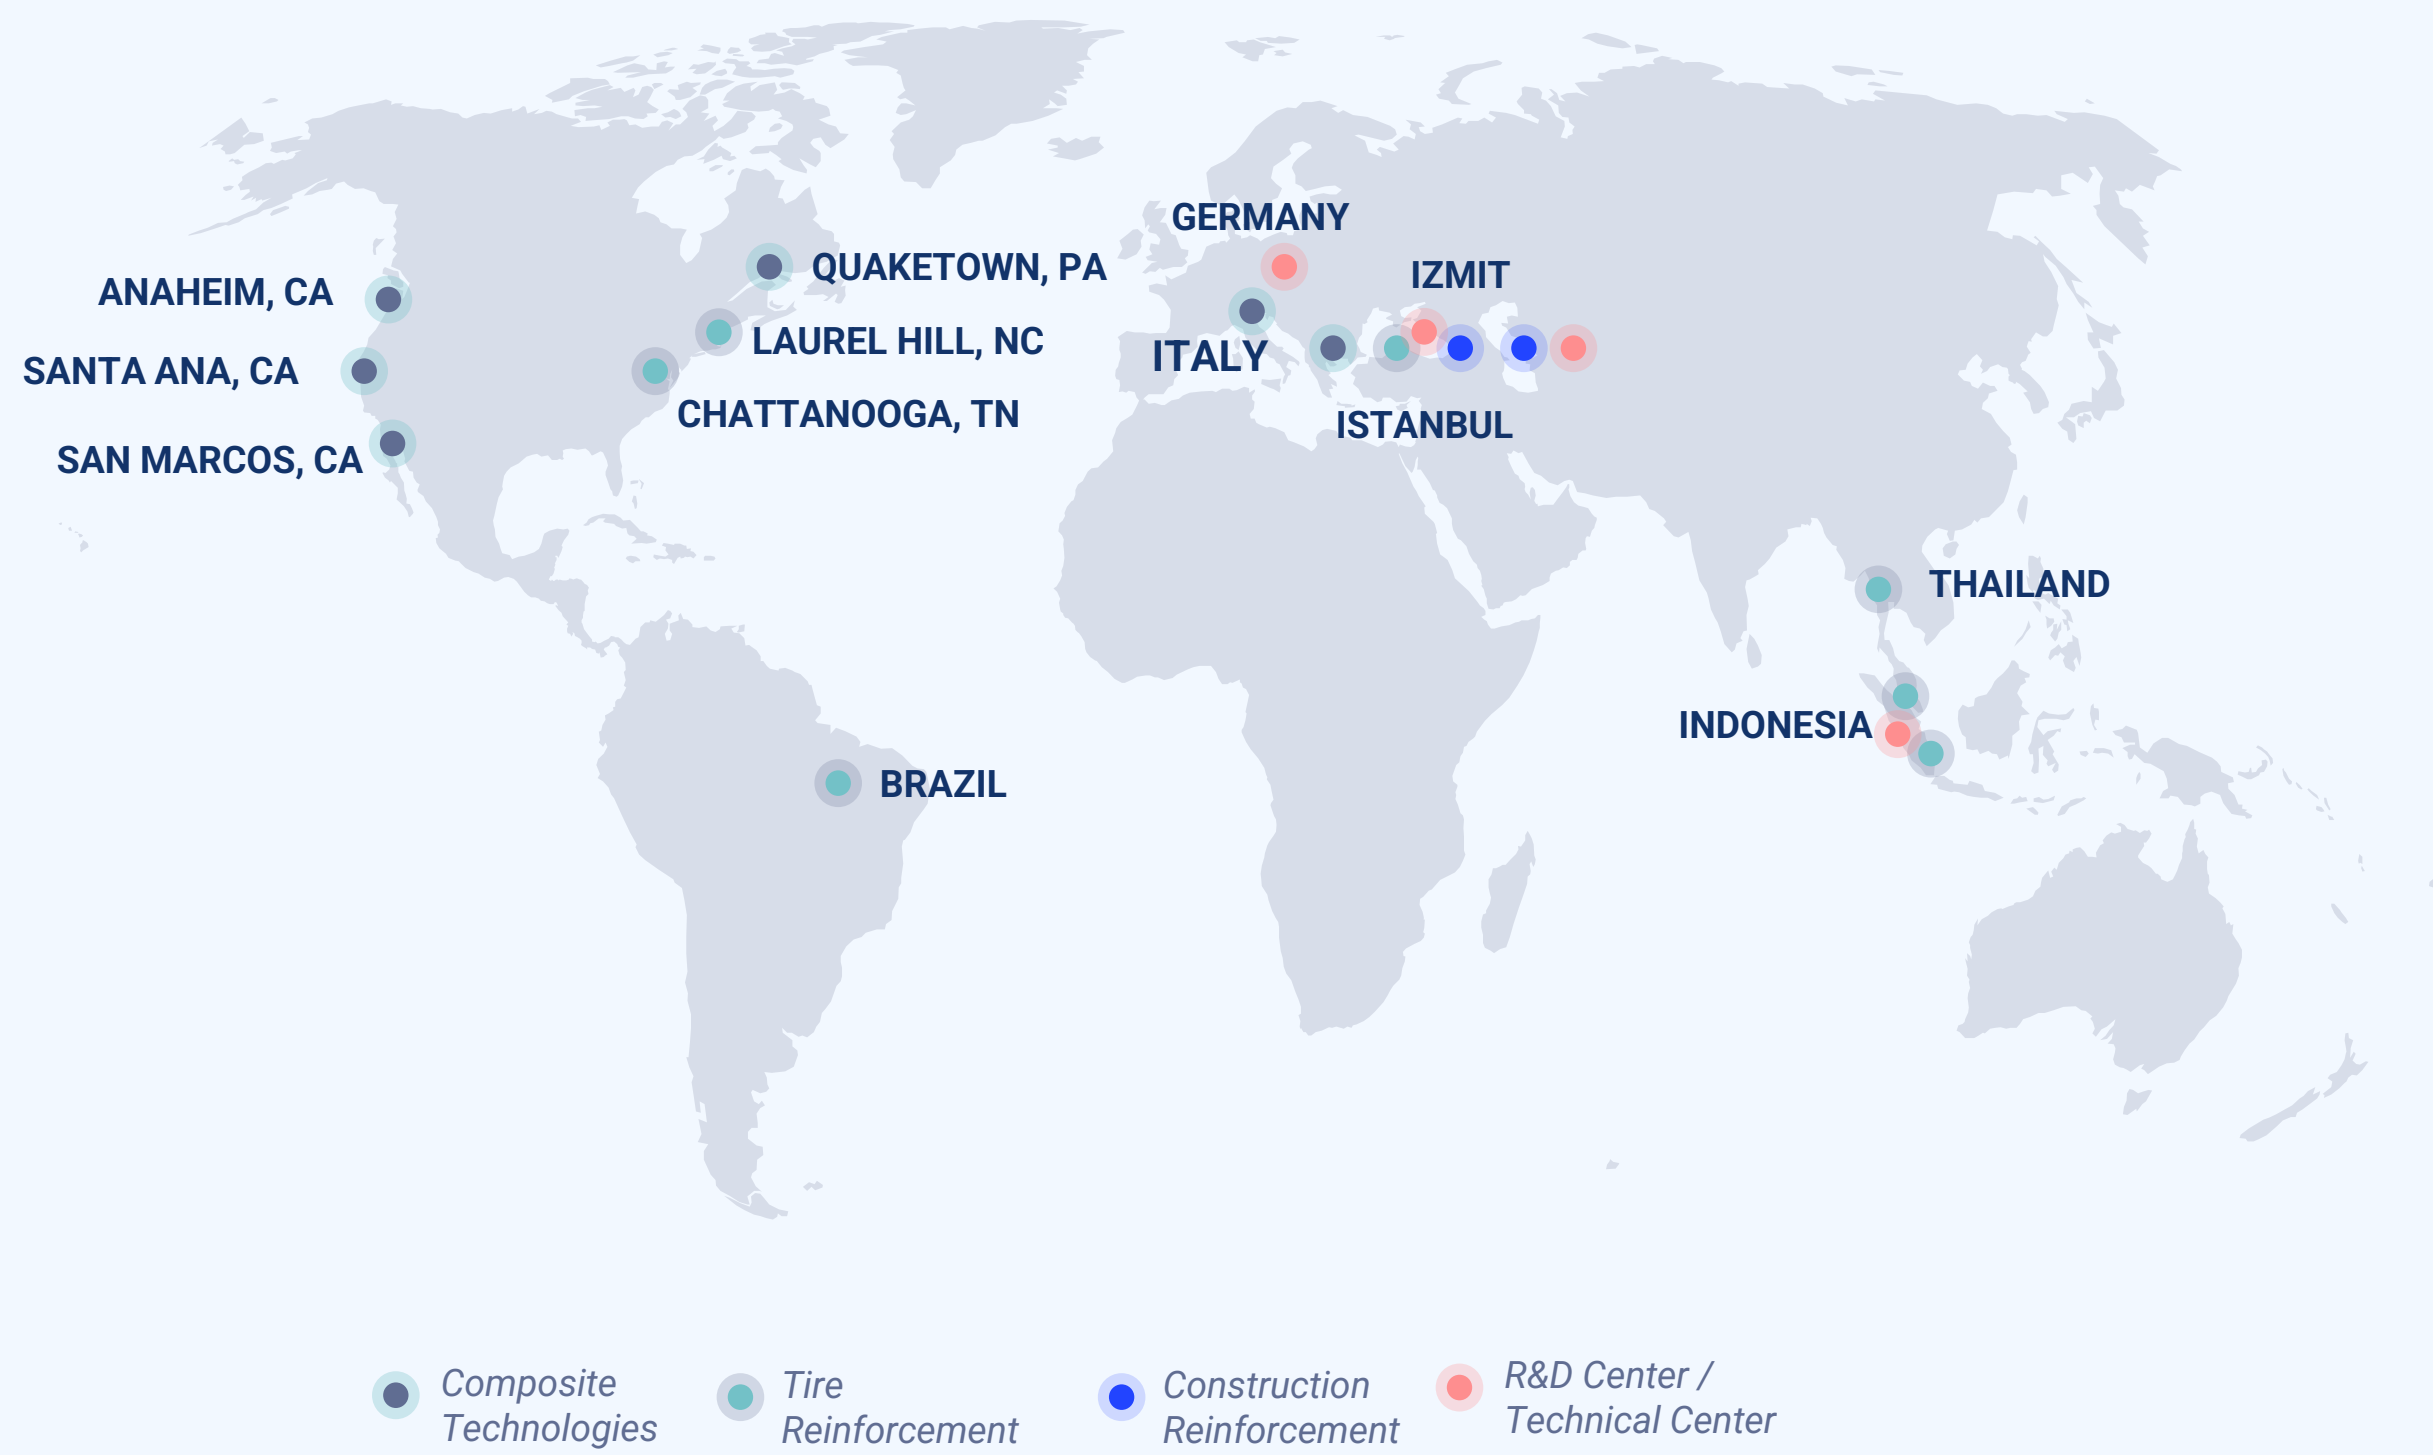 GERMANY
QUAKETOWN, PA
IZMIT
ANAHEIM, CA
LAUREL HILL, NC
ITALY
SANTA ANA, CA
CHATTANOOGA, TN
ISTANBUL
SAN MARCOS, CA
THAILAND
INDONESIA
BRAZIL
Composite
Technologies
Tire
Reinforcement
Construction
Reinforcement
R&D Center /
Technical Center